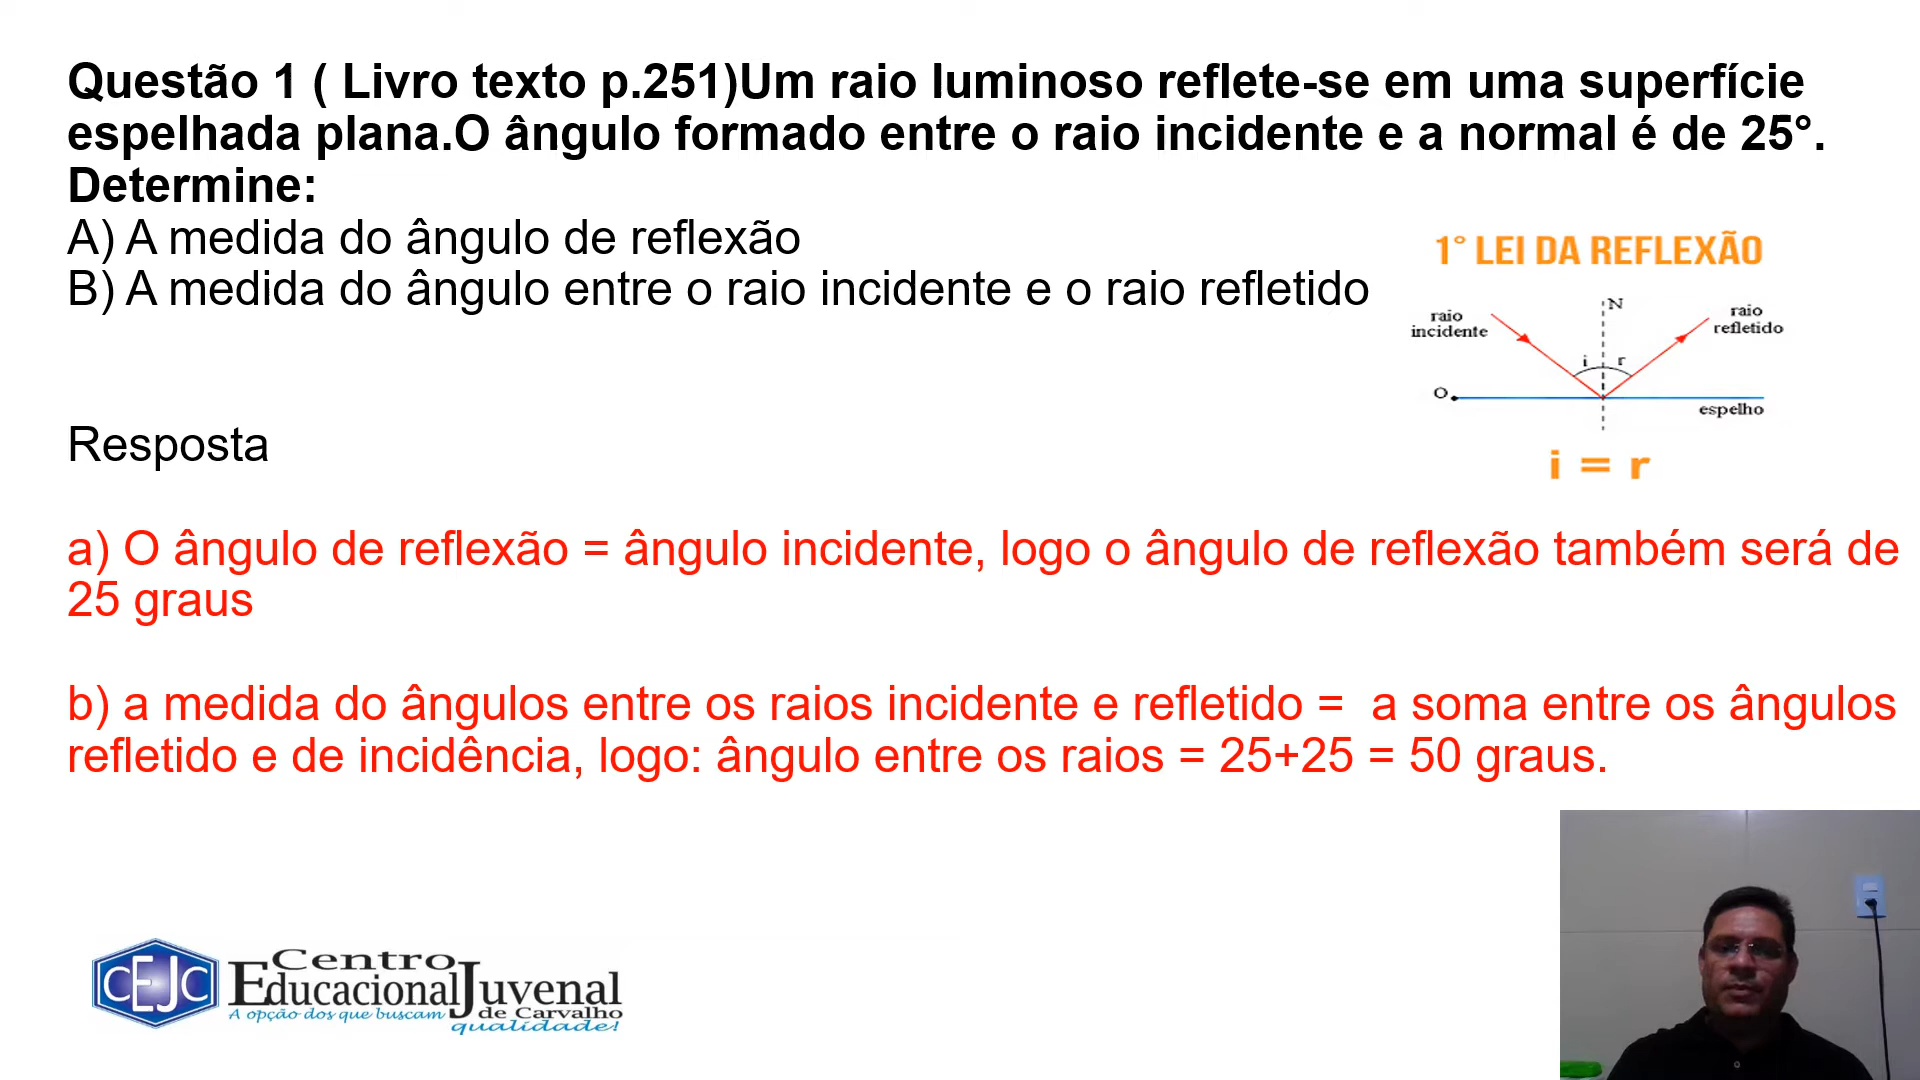 Questão 1 ( Livro texto p.251)Um raio luminoso reflete-se em uma superfície
espelhada plana.O ângulo formado entre o raio incidente e a normal é de 25°.
Determine:
A) A medida do ângulo de reflexão
B) A medida do ângulo entre o raio incidente e o raio refletido
1° LEI DA REFLEXÃO
N
raio
incidente
raio
refletido
i
r
O
espelho
i = r
Resposta
a) O ângulo de reflexão = ângulo incidente, logo o ângulo de reflexão também será de
25 graus
b) a medida do ângulos entre os raios incidente e refletido =  a soma entre os ângulos
refletido e de incidência, logo: ângulo entre os raios = 25+25 = 50 graus.
CEJC
Centro
Educacional Juvenal
de Carvalho
A opção dos que buscam
qualidade!